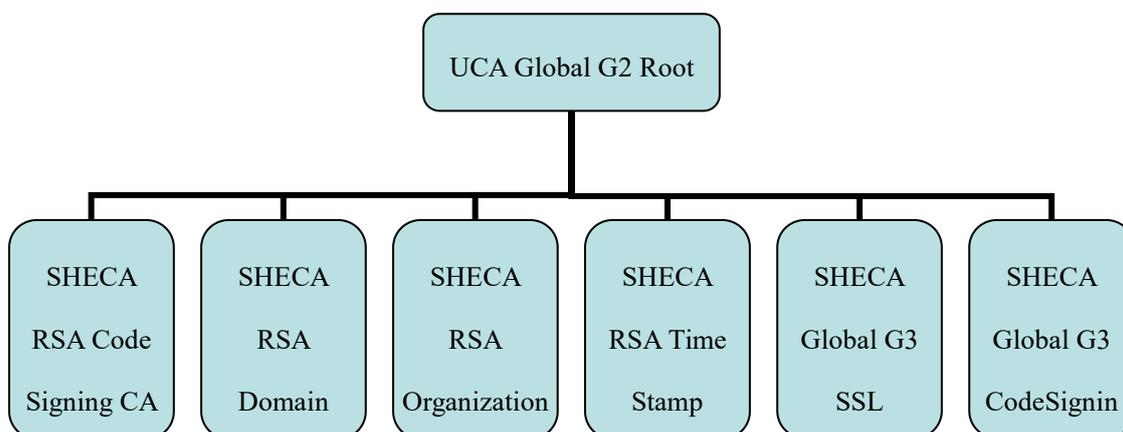 UCA Global G2 Root
SHECA
RSA Code
Signing CA
SHECA
RSA
Domain
SHECA
RSA
Organization
SHECA
RSA Time
Stamp
SHECA
Global G3
SSL
SHECA
Global G3
CodeSignin